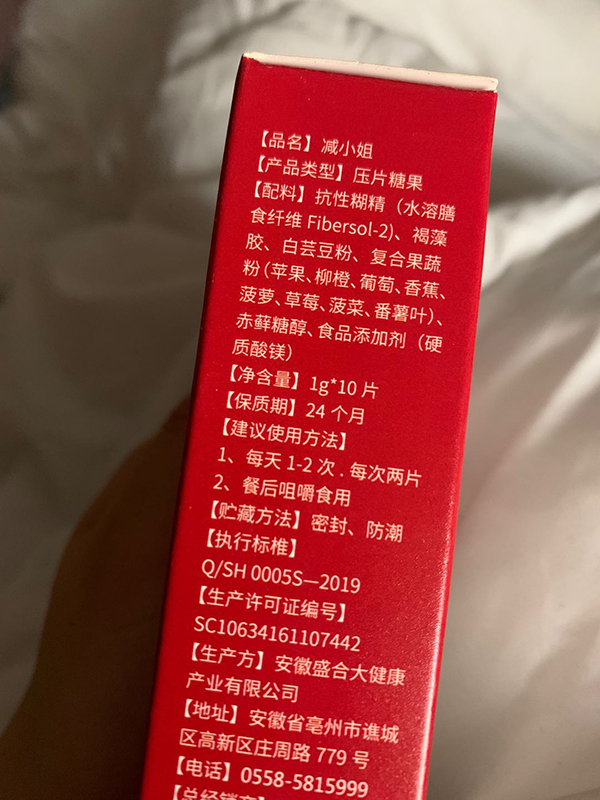 【品名】减小姐
【产品类型】压片糖果
【配料】抗性糊精（水溶膳
食纤维 Fibersol-2)、褐藻
胶、白芸豆粉、复合果蔬
粉（苹果、柳橙、葡萄、香蕉、
菠萝、草莓、菠菜、番薯叶）、
赤藓糖醇、食品添加剂（硬
质酸镁）
【净含量】1g*10 片
【保质期】24 个月
【建议使用方法】
1、每天 1-2 次 . 每次两片
2、餐后咀嚼食用
【贮藏方法】密封、防潮
【执行标椎】
Q/SH 0005S—2019
【生产许可证编号】
SC10634161107442
【生产方】安徽盛合大健康
产业有限公司
【地址】安徽省亳州市谯城
区高新区庄周路 779 号
【电话】0558-5815999
【总经销商】